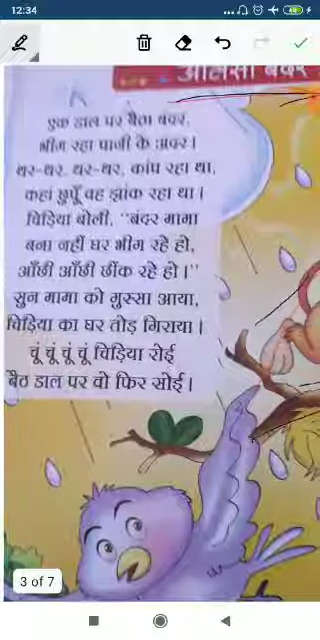 12:34
आलसी बंदर
एक डाल पर बैठा बंदर,
भीग रहा पानी के अंदर।
थर-थर, थर-थर, कांप रहा था,
कहां छुपूँ वह झांक रहा था।
चिड़िया बोली, "बंदर मामा
बना नहीं घर भीग रहे हो,
आँछी आँछी छींक रहे हो।"
सुन मामा को गुस्सा आया,
चिड़िया का घर तोड़ गिराया।
चूं चूं चूं चूं चिड़िया रोई
बैठ डाल पर वो फिर सोई।
3 of 7